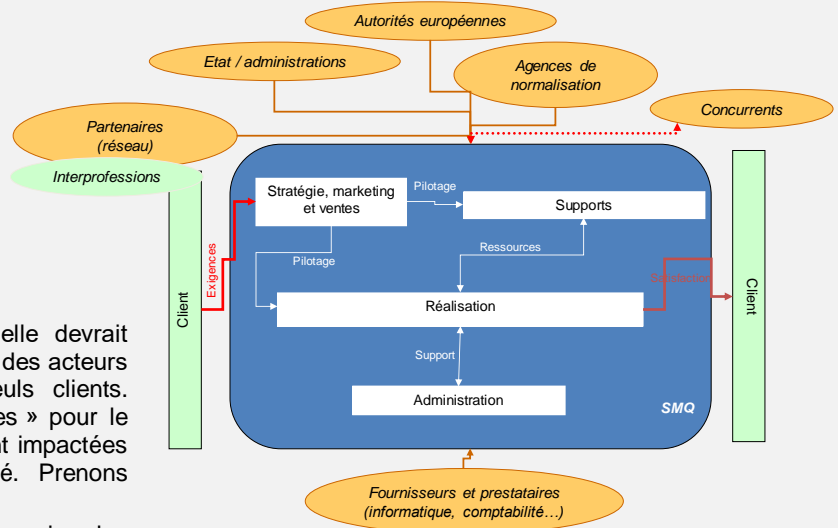 Autorités européennes
Etat / administrations
Agences de
normalisation
Concurrents
Partenaires
(réseau)
Interprofessions
Stratégie, marketing
et ventes
Pilotage
Supports
Exigences
Pilotage
Ressources
Satisfaction
Client
Réalisation
Client
Support
Administration
SMQ
Fournisseurs et prestataires
(informatique, comptabilité…)
elle devrait
des acteurs
uls clients.
es » pour le
nt impactées
é. Prenons